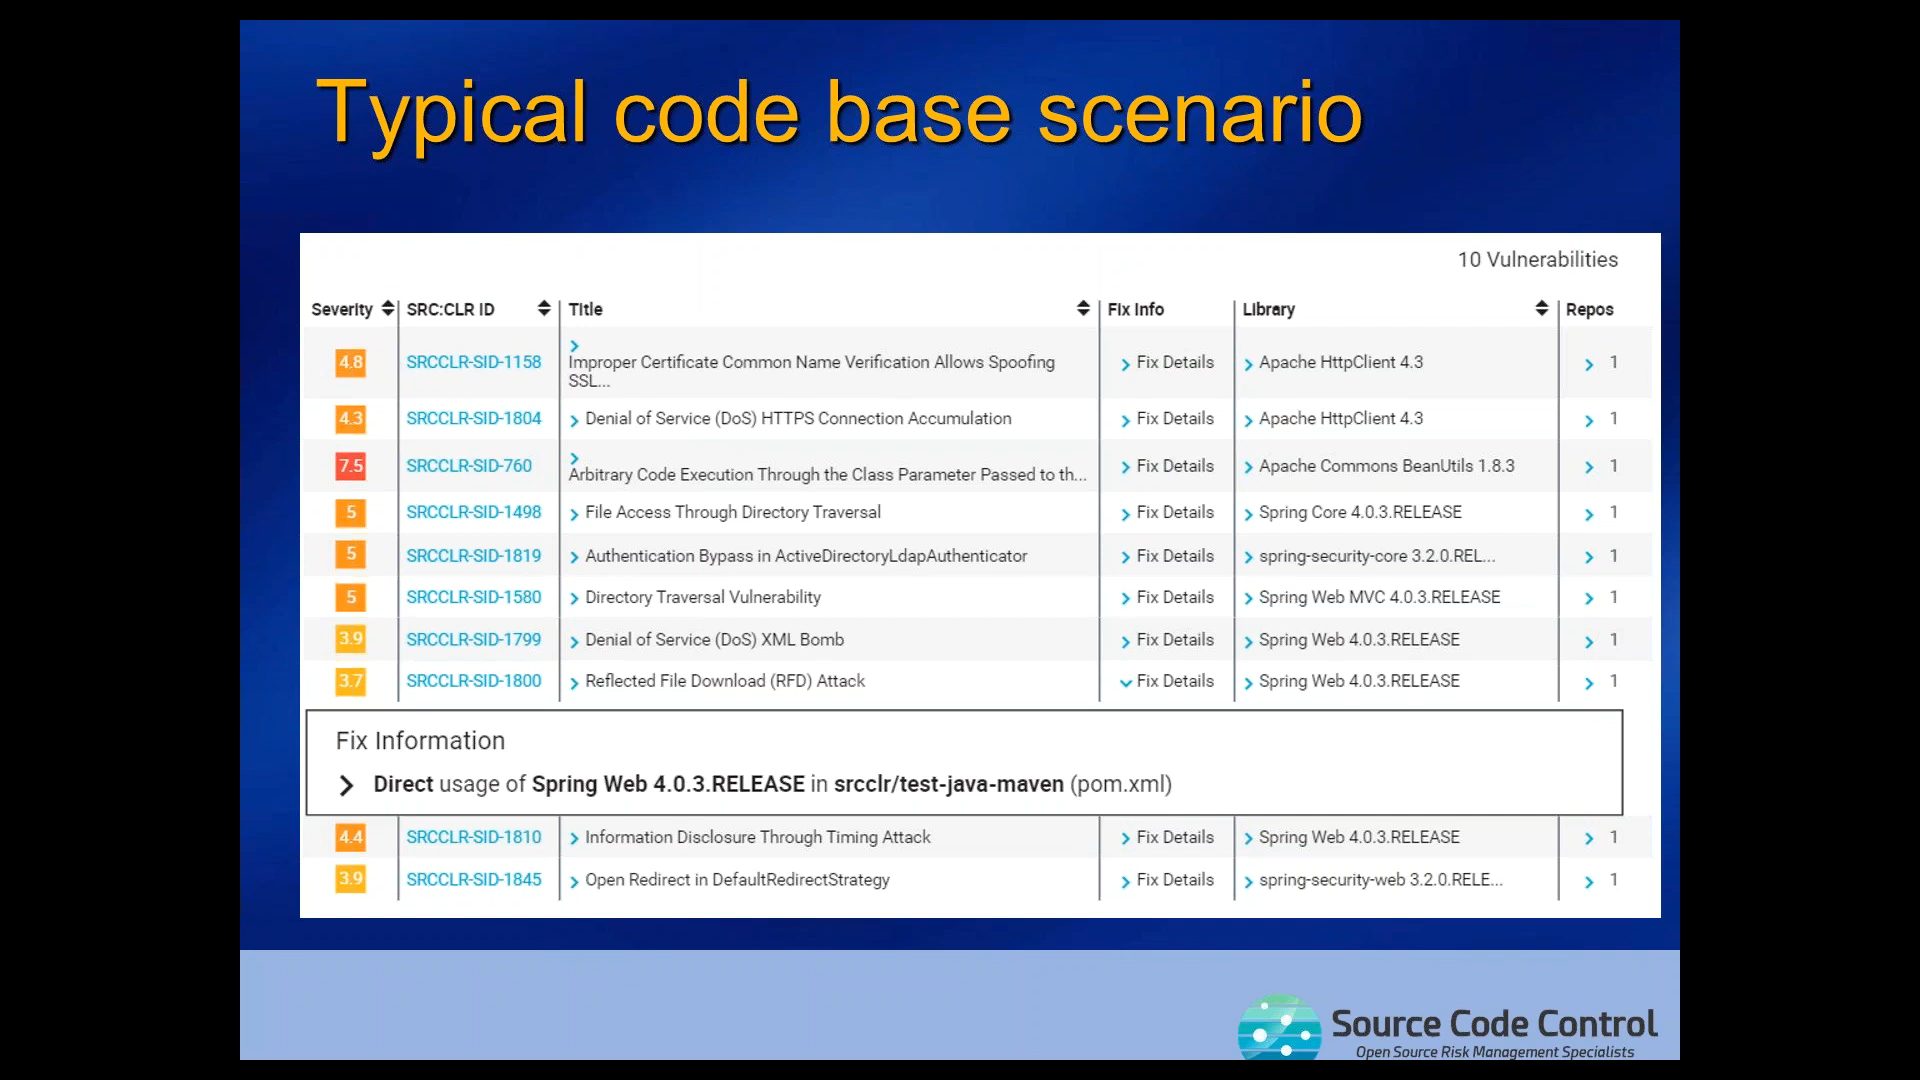 Typical code base scenario
10 Vulnerabilities
Severity SRC:CLR ID Title Fix Info Library Repos
4.8 SRCCLR-SID-1158 Improper Certificate Common Name Verification Allows Spoofing SSL... Fix Details Apache HttpClient 4.3 1
4.3 SRCCLR-SID-1804 Denial of Service (DoS) HTTPS Connection Accumulation Fix Details Apache HttpClient 4.3 1
7.5 SRCCLR-SID-760 Arbitrary Code Execution Through the Class Parameter Passed to th... Fix Details Apache Commons BeanUtils 1.8.3 1
5 SRCCLR-SID-1498 File Access Through Directory Traversal Fix Details Spring Core 4.0.3.RELEASE 1
5 SRCCLR-SID-1819 Authentication Bypass in ActiveDirectoryLdapAuthenticator Fix Details spring-security-core 3.2.0.REL... 1
5 SRCCLR-SID-1580 Directory Traversal Vulnerability Fix Details Spring Web MVC 4.0.3.RELEASE 1
3.9 SRCCLR-SID-1799 Denial of Service (DoS) XML Bomb Fix Details Spring Web 4.0.3.RELEASE 1
3.7 SRCCLR-SID-1800 Reflected File Download (RFD) Attack Fix Details Spring Web 4.0.3.RELEASE 1
Fix Information
Direct usage of Spring Web 4.0.3.RELEASE in srcclr/test-java-maven (pom.xml)
4.4 SRCCLR-SID-1810 Information Disclosure Through Timing Attack Fix Details Spring Web 4.0.3.RELEASE 1
3.9 SRCCLR-SID-1845 Open Redirect in DefaultRedirectStrategy Fix Details spring-security-web 3.2.0.RELE... 1
Source Code Control
Open Source Risk Management Specialists